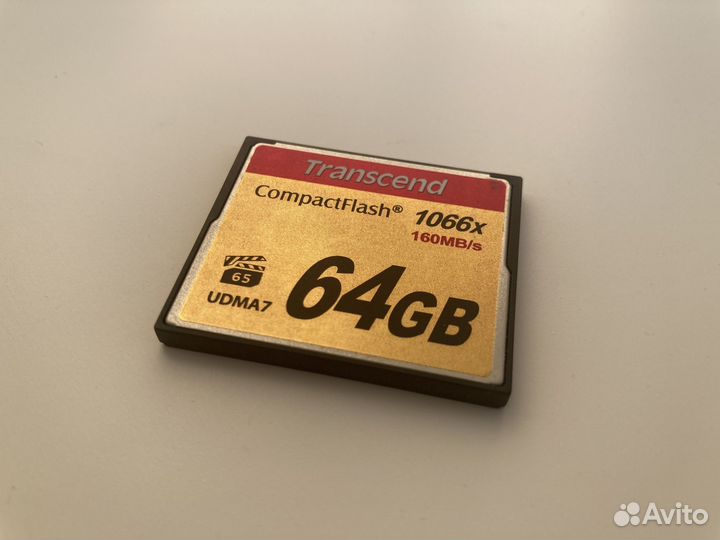 Transcend
CompactFlash® 1066x
160MB/s
65
UDMA7
64GB
Avito